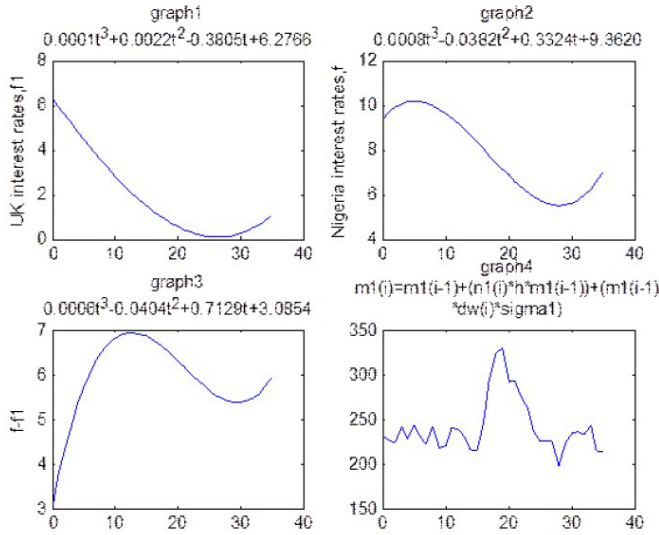 graph1
0.0001t³+0.0022t²-0.3805t+6.2766
8
6
4
2
0
UK interest rates,f1
0 10 20 30 40
graph2
0.0008t³-0.0382t²+0.3324t+9.3620
12
10
8
6
4
Nigeria interest rates,f
0 10 20 30 40
graph3
0.0006t³-0.0404t²+0.7129t+3.0854
7
6
5
4
3
f-f1
0 10 20 30 40
graph4
m1(i)=m1(i-1)+(n1(i)*h*m1(i-1))+(m1(i-1)
*dw(i)*sigma1)
350
300
250
200
150
0 10 20 30 40